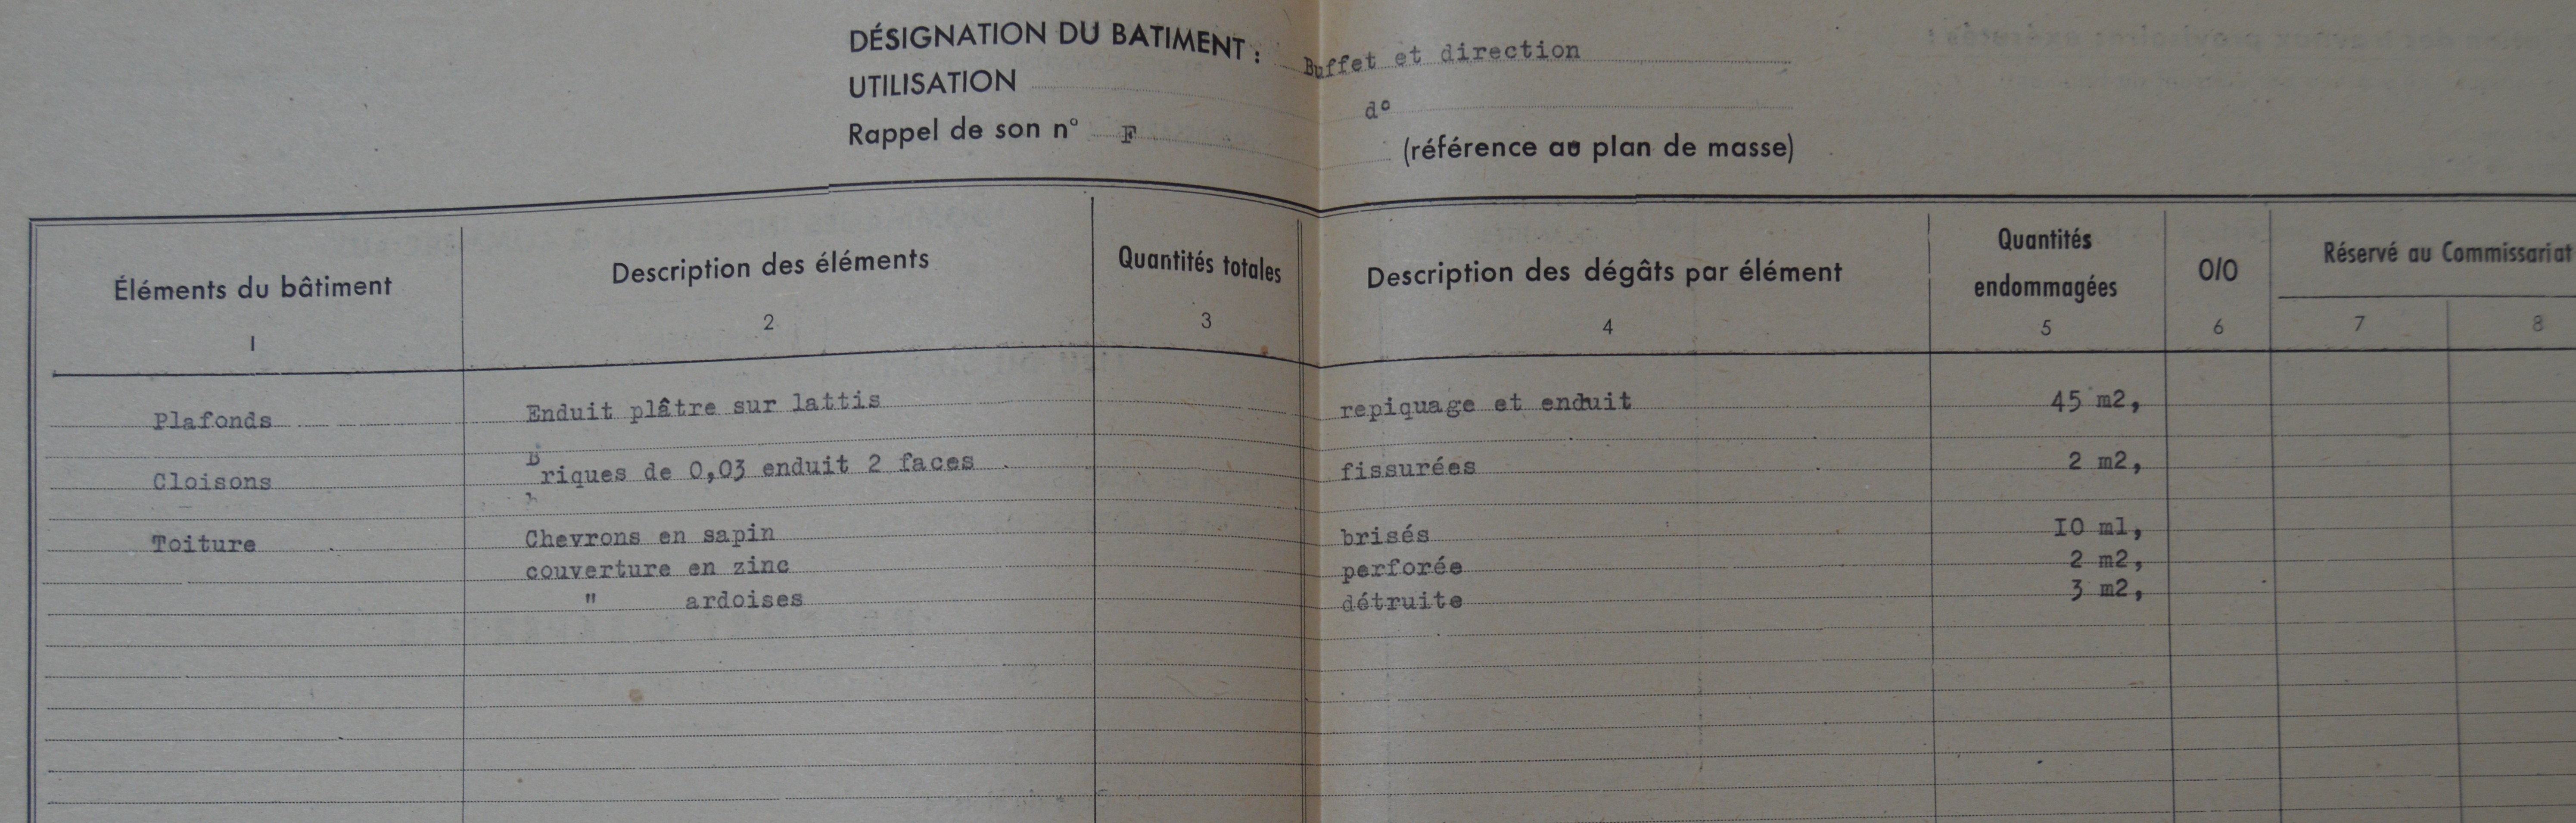 DÉSIGNATION DU BATIMENT : Buffet et direction
UTILISATION d°
Rappel de son n° F (référence au plan de masse)
Éléments du bâtiment Description des éléments Quantités totales Description des dégâts par élément Quantités endommagées O/O Réservé au Commissariat
1 2 3 4 5 6 7 8
Plafonds Enduit plâtre sur lattis repiquage et enduit 45 m2,
Cloisons Briques de 0,03 enduit 2 faces fissurées 2 m2,
Toiture Chevrons en sapin brisés IO ml,
couverture en zinc perforée 2 m2,
" ardoises détruite 3 m2,